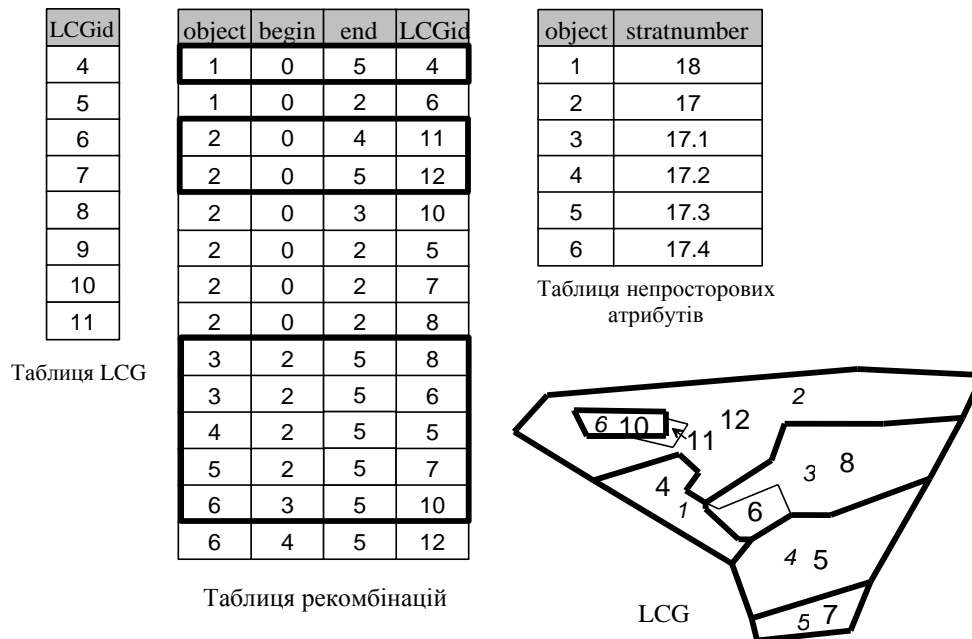 LCGid
4
5
6
7
8
9
10
11
Таблиця LCG
object begin end LCGid
1 0 5 4
1 0 2 6
2 0 4 11
2 0 5 12
2 0 3 10
2 0 2 5
2 0 2 7
2 0 2 8
3 2 5 8
3 2 5 6
4 2 5 5
5 2 5 7
6 3 5 10
6 4 5 12
Таблиця рекомбінацій
object stratnumber
1 18
2 17
3 17.1
4 17.2
5 17.3
6 17.4
Таблиця непросторових
атрибутів
2
6 10 12
11
4 3 8
1 6
4 5
5 7
LCG